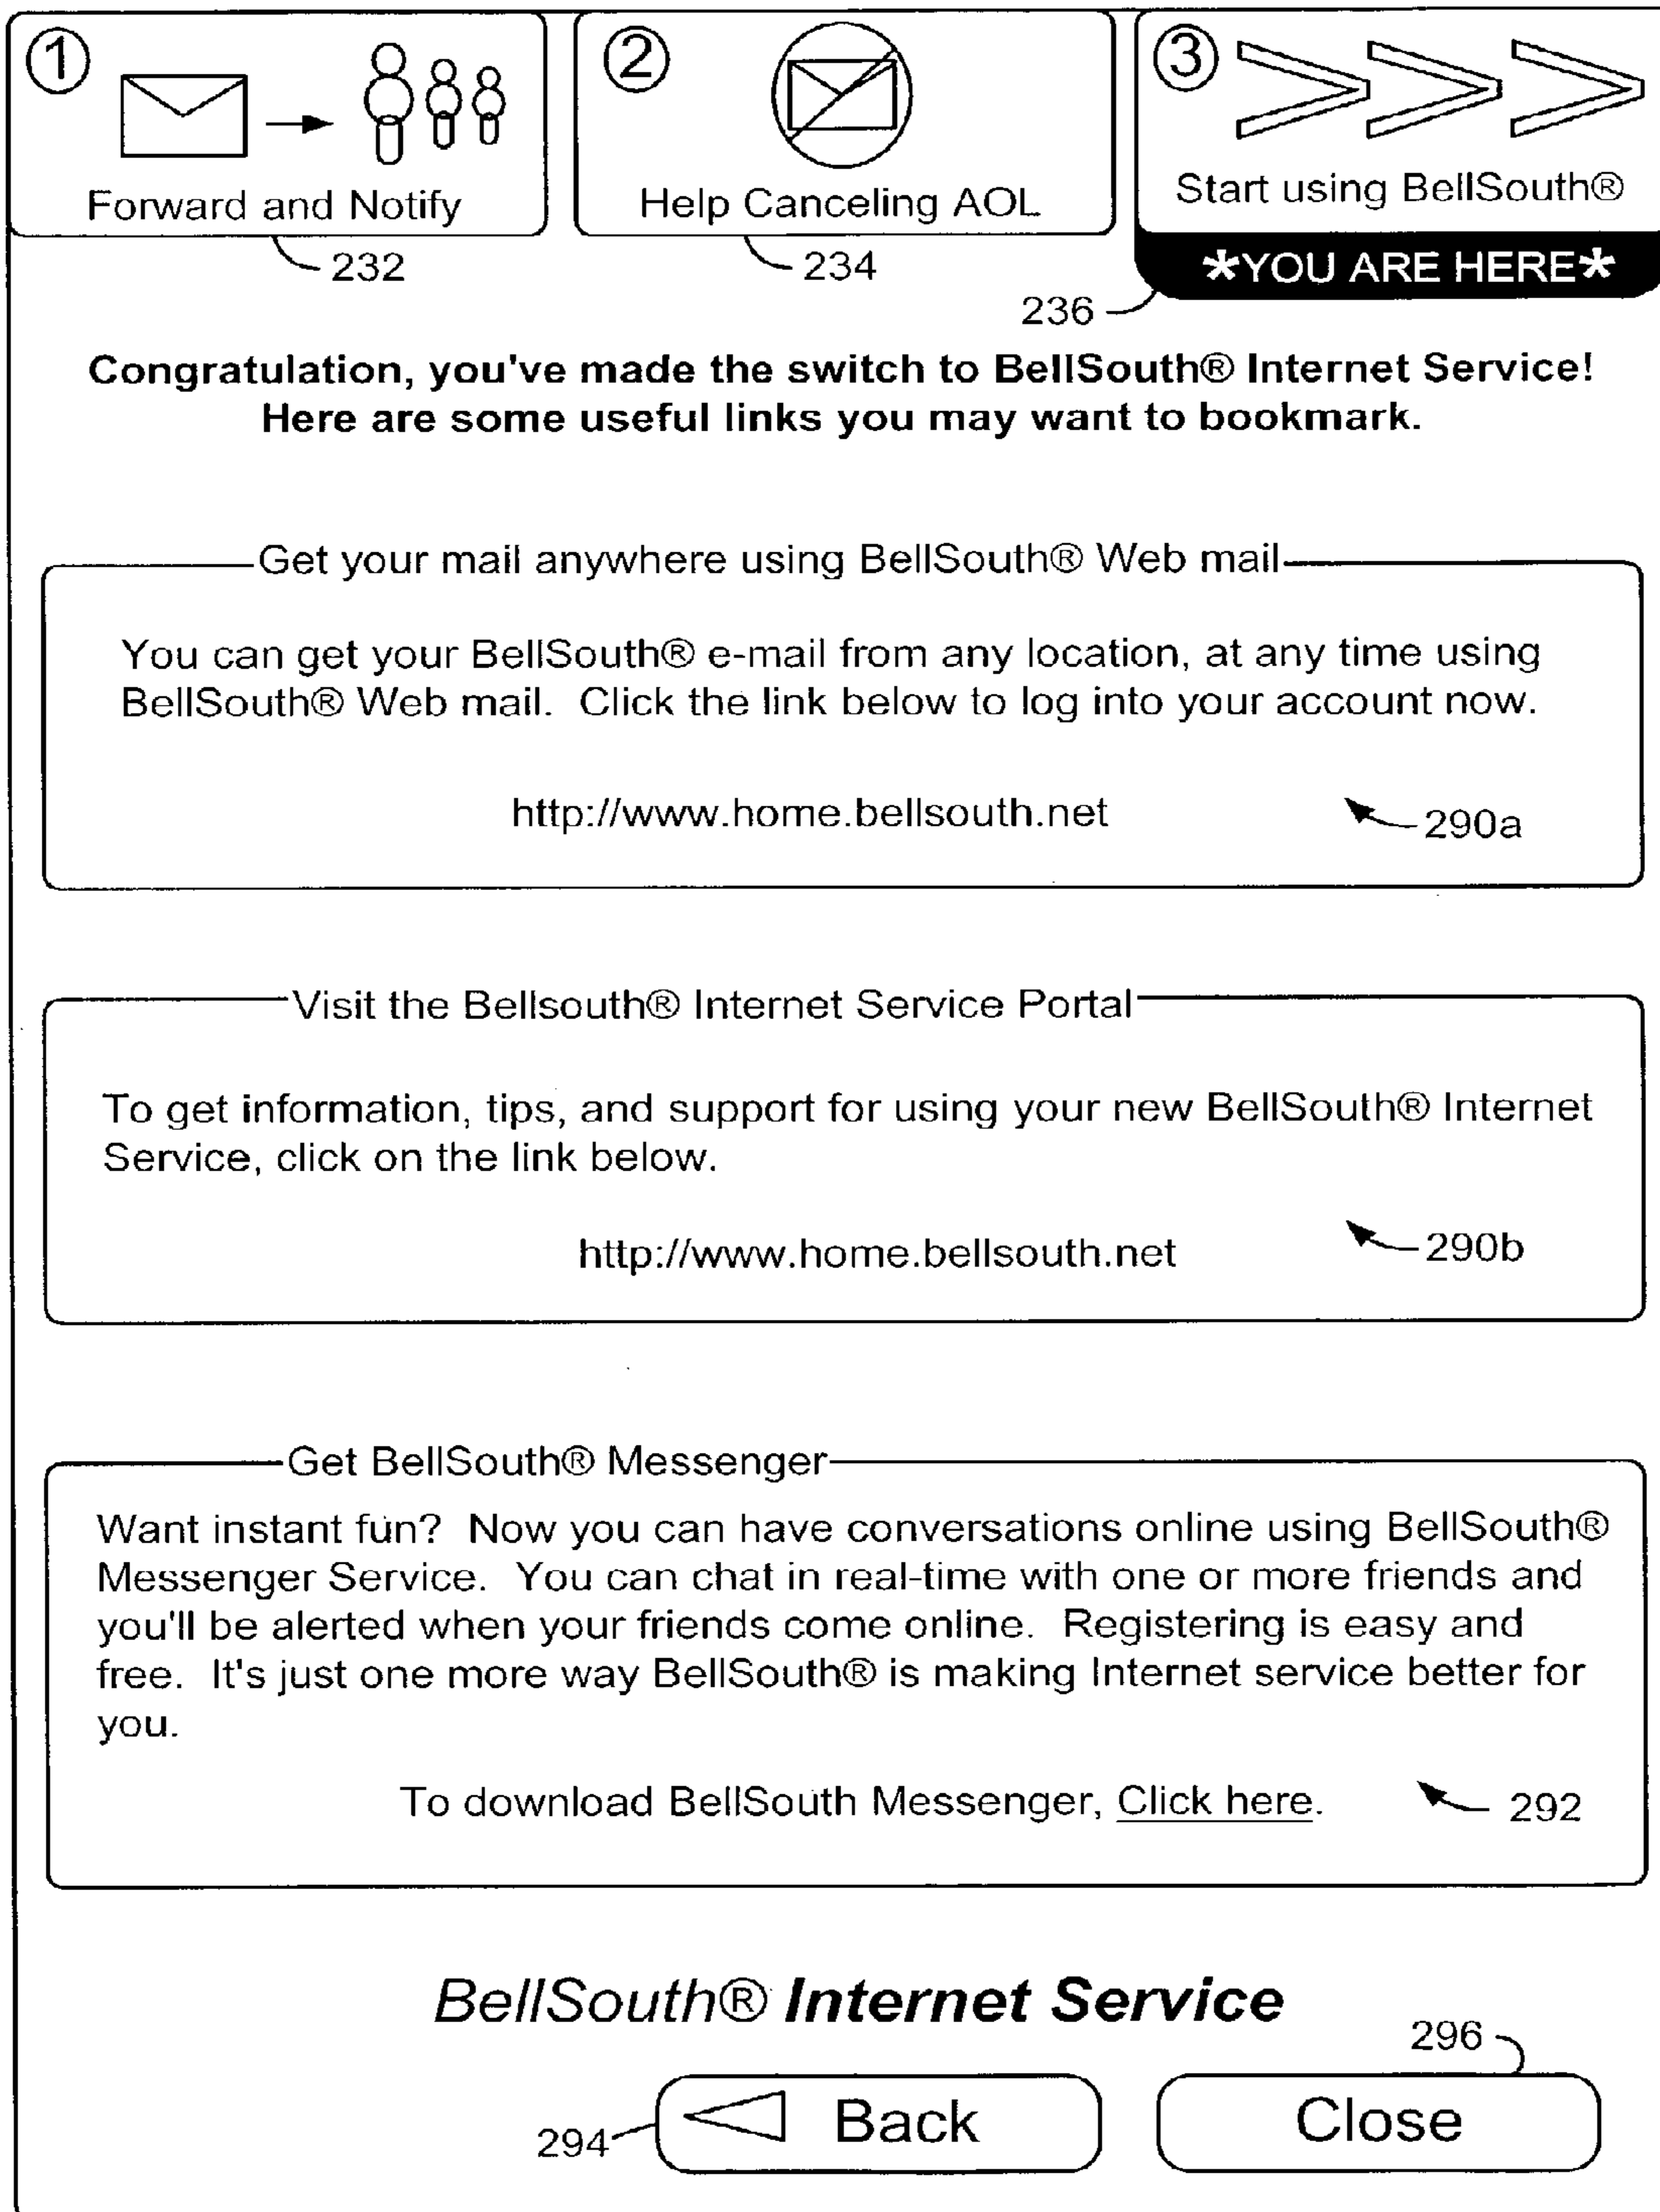 1
Forward and Notify
232
2
Help Canceling AOL
234
3
Start using BellSouth®
*YOU ARE HERE*
236
Congratulation, you've made the switch to BellSouth® Internet Service!
Here are some useful links you may want to bookmark.
Get your mail anywhere using BellSouth® Web mail
You can get your BellSouth® e-mail from any location, at any time using
BellSouth® Web mail. Click the link below to log into your account now.
http://www.home.bellsouth.net
290a
Visit the Bellsouth® Internet Service Portal
To get information, tips, and support for using your new BellSouth® Internet
Service, click on the link below.
http://www.home.bellsouth.net
290b
Get BellSouth® Messenger
Want instant fun? Now you can have conversations online using BellSouth®
Messenger Service. You can chat in real-time with one or more friends and
you'll be alerted when your friends come online. Registering is easy and
free. It's just one more way BellSouth® is making Internet service better for
you.
To download BellSouth Messenger, Click here.
292
BellSouth® Internet Service
296
294
Back
Close